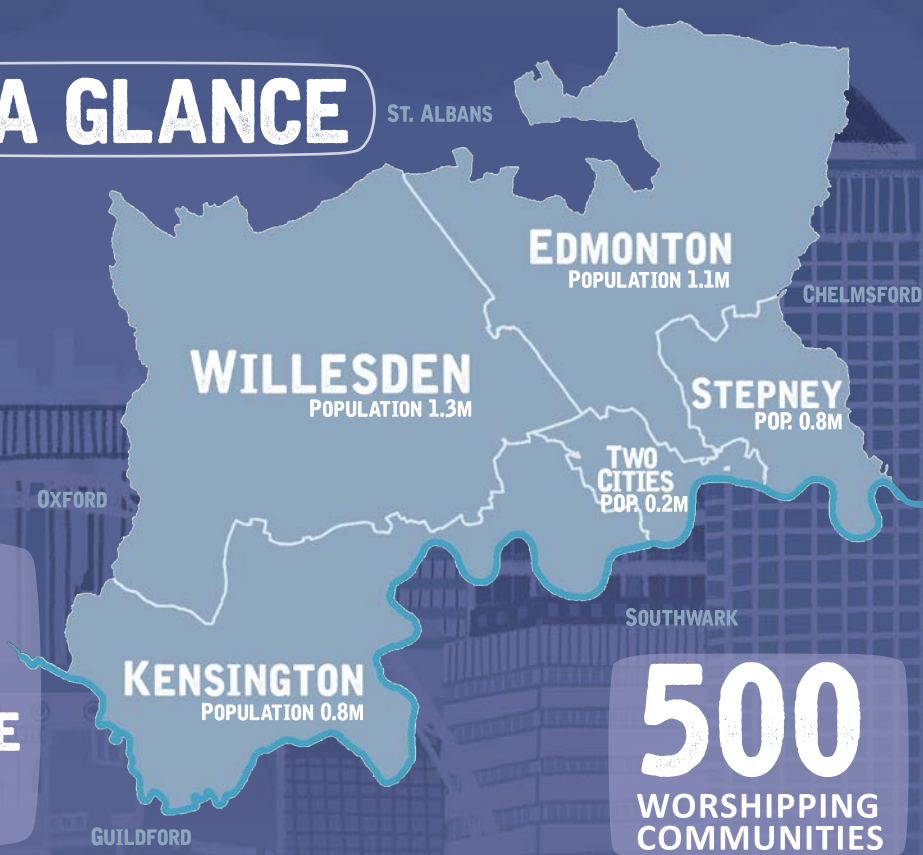 A GLANCE
ST. ALBANS
EDMONTON
POPULATION 1.1M
CHELMSFORD
WILLESDEN
POPULATION 1.3M
STEPNEY
POP. 0.8M
TWO
CITIES
POP. 0.2M
OXFORD
SOUTHWARK
KENSINGTON
POPULATION 0.8M
E
500
WORSHIPPING
COMMUNITIES
GUILDFORD